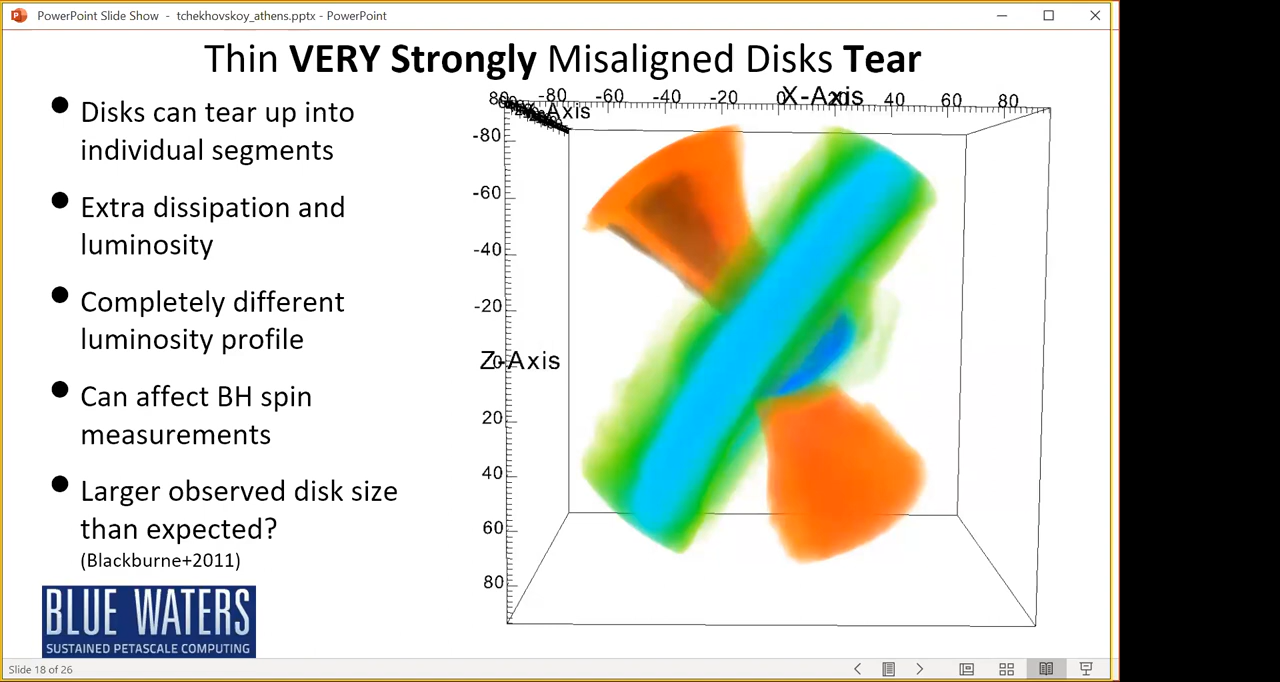 PowerPoint Slide Show - tchekhovskoy_athens.pptx - PowerPoint
Thin VERY Strongly Misaligned Disks Tear
Disks can tear up into
individual segments
Extra dissipation and
luminosity
Completely different
luminosity profile
Can affect BH spin
measurements
Larger observed disk size
than expected?
(Blackburne+2011)
BLUE WATERS
SUSTAINED PETASCALE COMPUTING
-80 -60 -40 -20 0 20 40 60 80
X-Axis
-80
-60
-40
-20
0
Z-Axis
20
40
60
80
Slide 18 of 26